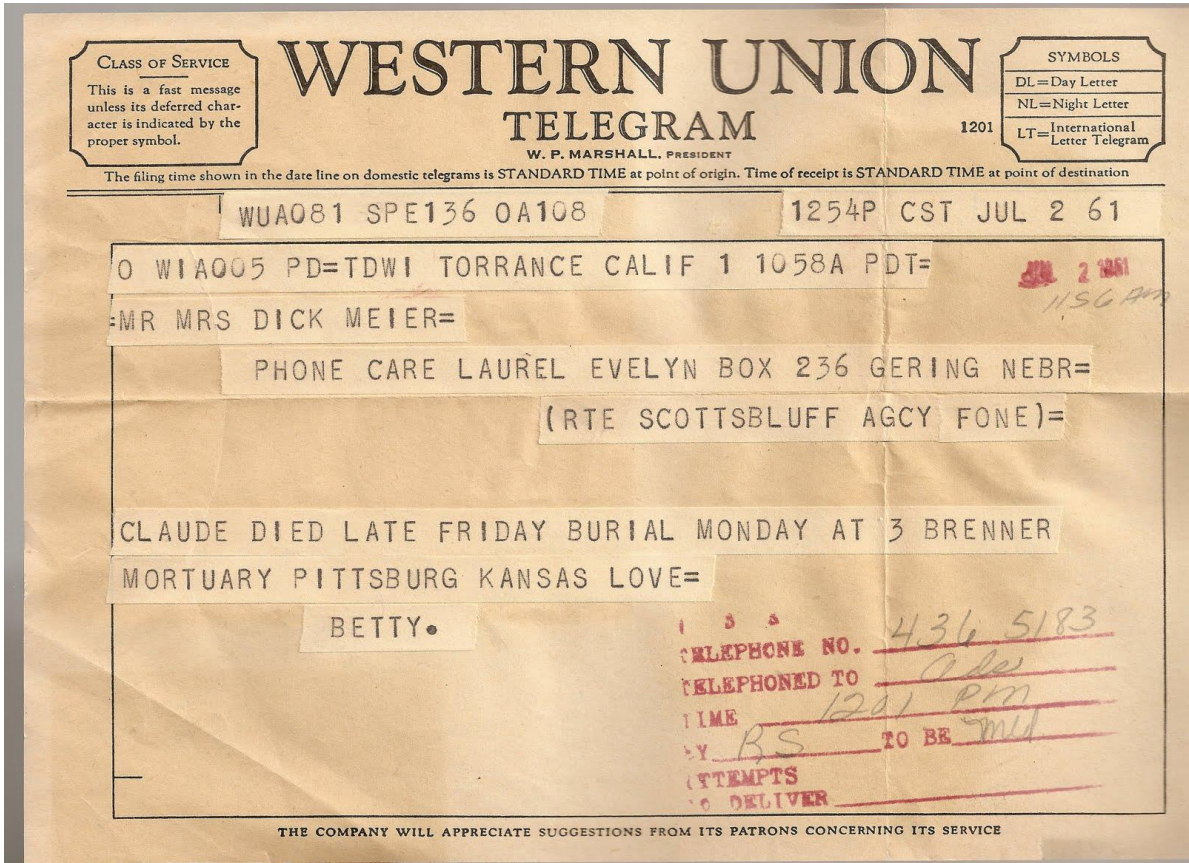 CLASS OF SERVICE
This is a fast message
unless its deferred char-
acter is indicated by the
proper symbol.
WESTERN UNION
TELEGRAM
W. P. MARSHALL, PRESIDENT
1201
SYMBOLS
DL=Day Letter
NL=Night Letter
LT=International Letter Telegram
The filing time shown in the date line on domestic telegrams is STANDARD TIME at point of origin. Time of receipt is STANDARD TIME at point of destination
WUA081 SPE136 OA108 1254P CST JUL 2 61
O WIA005 PD=TDWI TORRANCE CALIF 1 1058A PDT=
JUL 2 1961
11,56 AM
=MR MRS DICK MEIER=
PHONE CARE LAUREL EVELYN BOX 236 GERING NEBR=
(RTE SCOTTSBLUFF AGCY FONE)=
CLAUDE DIED LATE FRIDAY BURIAL MONDAY AT 3 BRENNER
MORTUARY PITTSBURG KANSAS LOVE=
BETTY.
TELEPHONE NO. 436 5183
TELEPHONED TO
TIME 1201 PM
BY RS TO BE Mld
ATTEMPTS
TO DELIVER
THE COMPANY WILL APPRECIATE SUGGESTIONS FROM ITS PATRONS CONCERNING ITS SERVICE